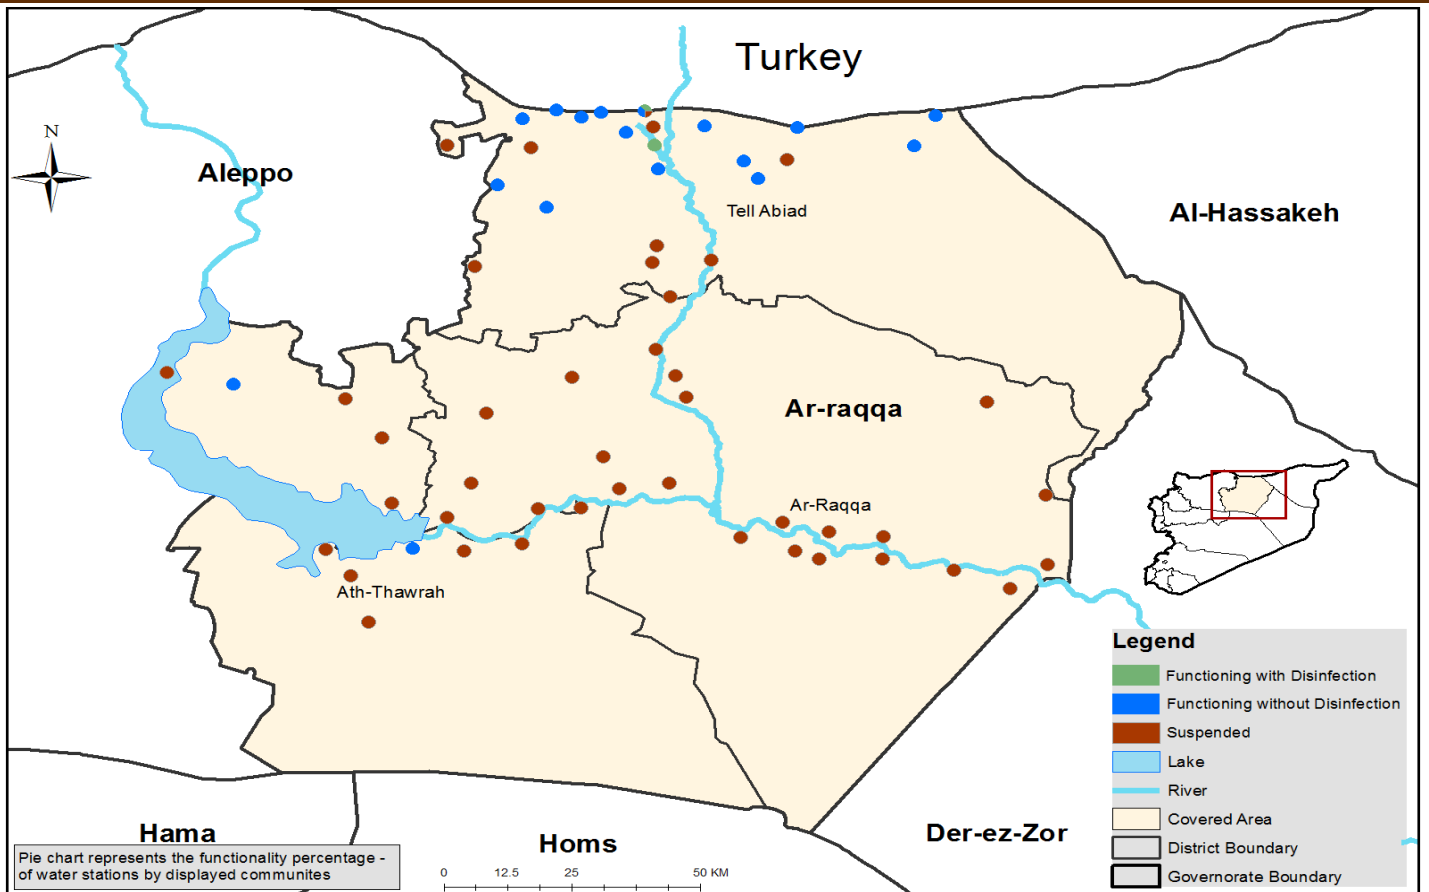 Turkey
N
Aleppo
Al-Hassakeh
Tell Abiad
Ar-raqqa
Ar-Raqqa
Ath-Thawrah
Hama
Homs
Der-ez-Zor
Legend
Functioning with Disinfection
Functioning without Disinfection
Suspended
Lake
River
Covered Area
District Boundary
Governorate Boundary
Pie chart represents the functionality percentage -
of water stations by displayed communites
0 12.5 25 50 KM